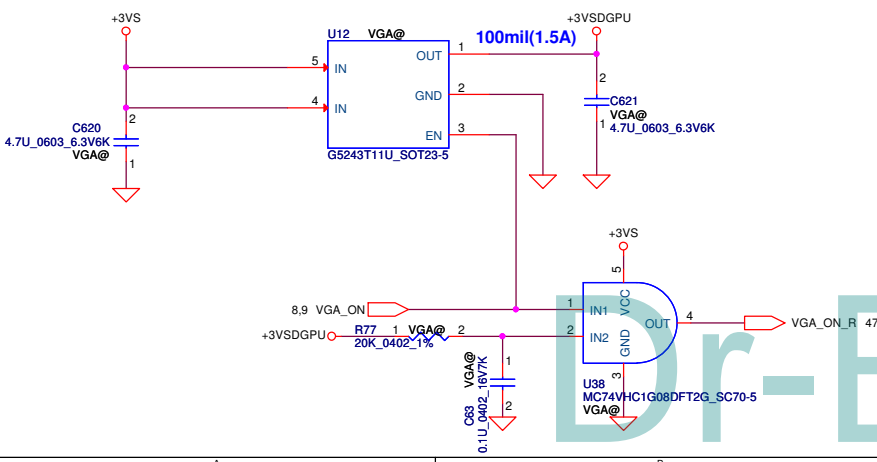 +3VS
+3VSDGPU
U12
VGA@
100mil(1.5A)
OUT
1
5
IN
2
GND
2
4
IN
C621
VGA@
4.7U_0603_6.3V6K
1
EN
3
C620
2
4.7U_0603_6.3V6K
VGA@
1
G5243T11U_SOT23-5
+3VS
5
VCC
8,9 VGA_ON
1
IN1
4
OUT
VGA_ON_R 47
+3VSDGPU
R77
1
VGA@
2
20K_0402_1%
2
IN2
GND
3
1
VGA@
C63
0.1U_0402_16V7K
2
U38
MC74VHC1G08DFT2G_SC70-5
VGA@
Dr-